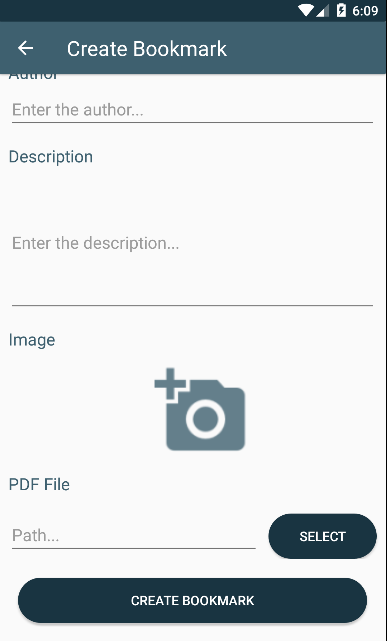 6:09
Create Bookmark
Author
Enter the author...
Description
Enter the description...
Image
PDF File
Path...
SELECT
CREATE BOOKMARK